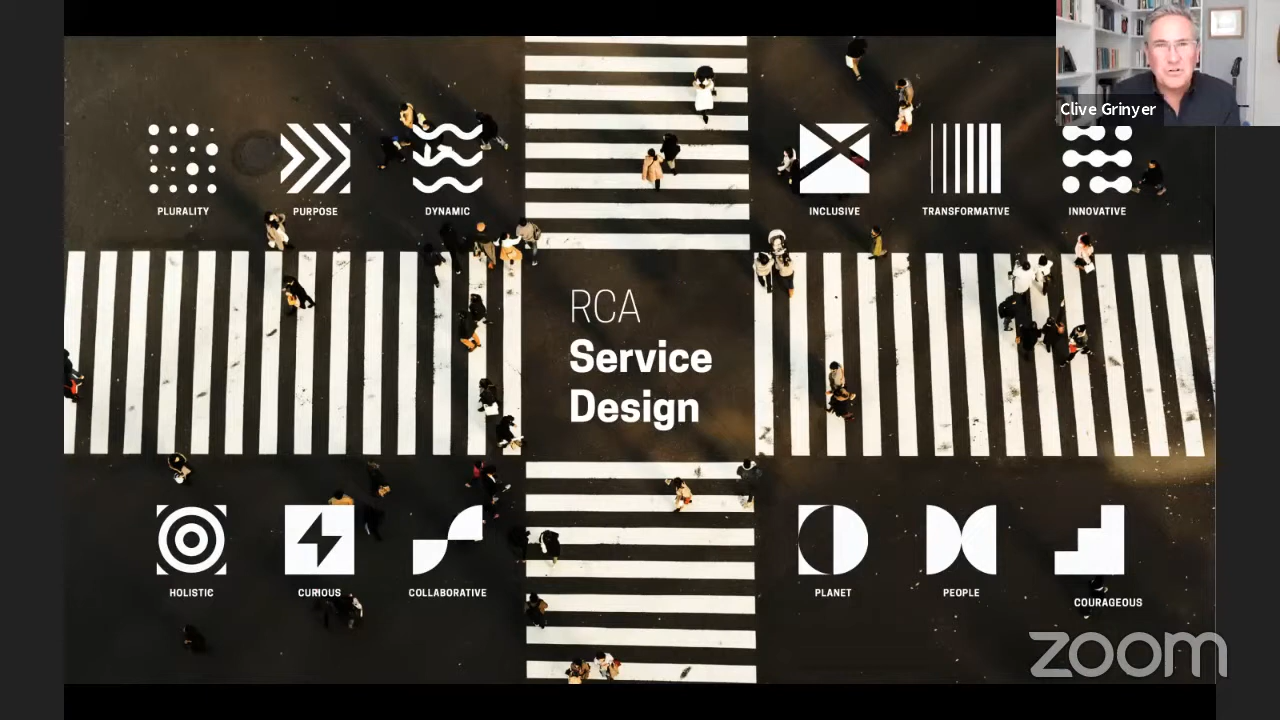 Clive Grinyer
PLURALITY
PURPOSE
DYNAMIC
INCLUSIVE
TRANSFORMATIVE
INNOVATIVE
RCA
Service
Design
HOLISTIC
CURIOUS
COLLABORATIVE
PLANET
PEOPLE
COURAGEOUS
zoom